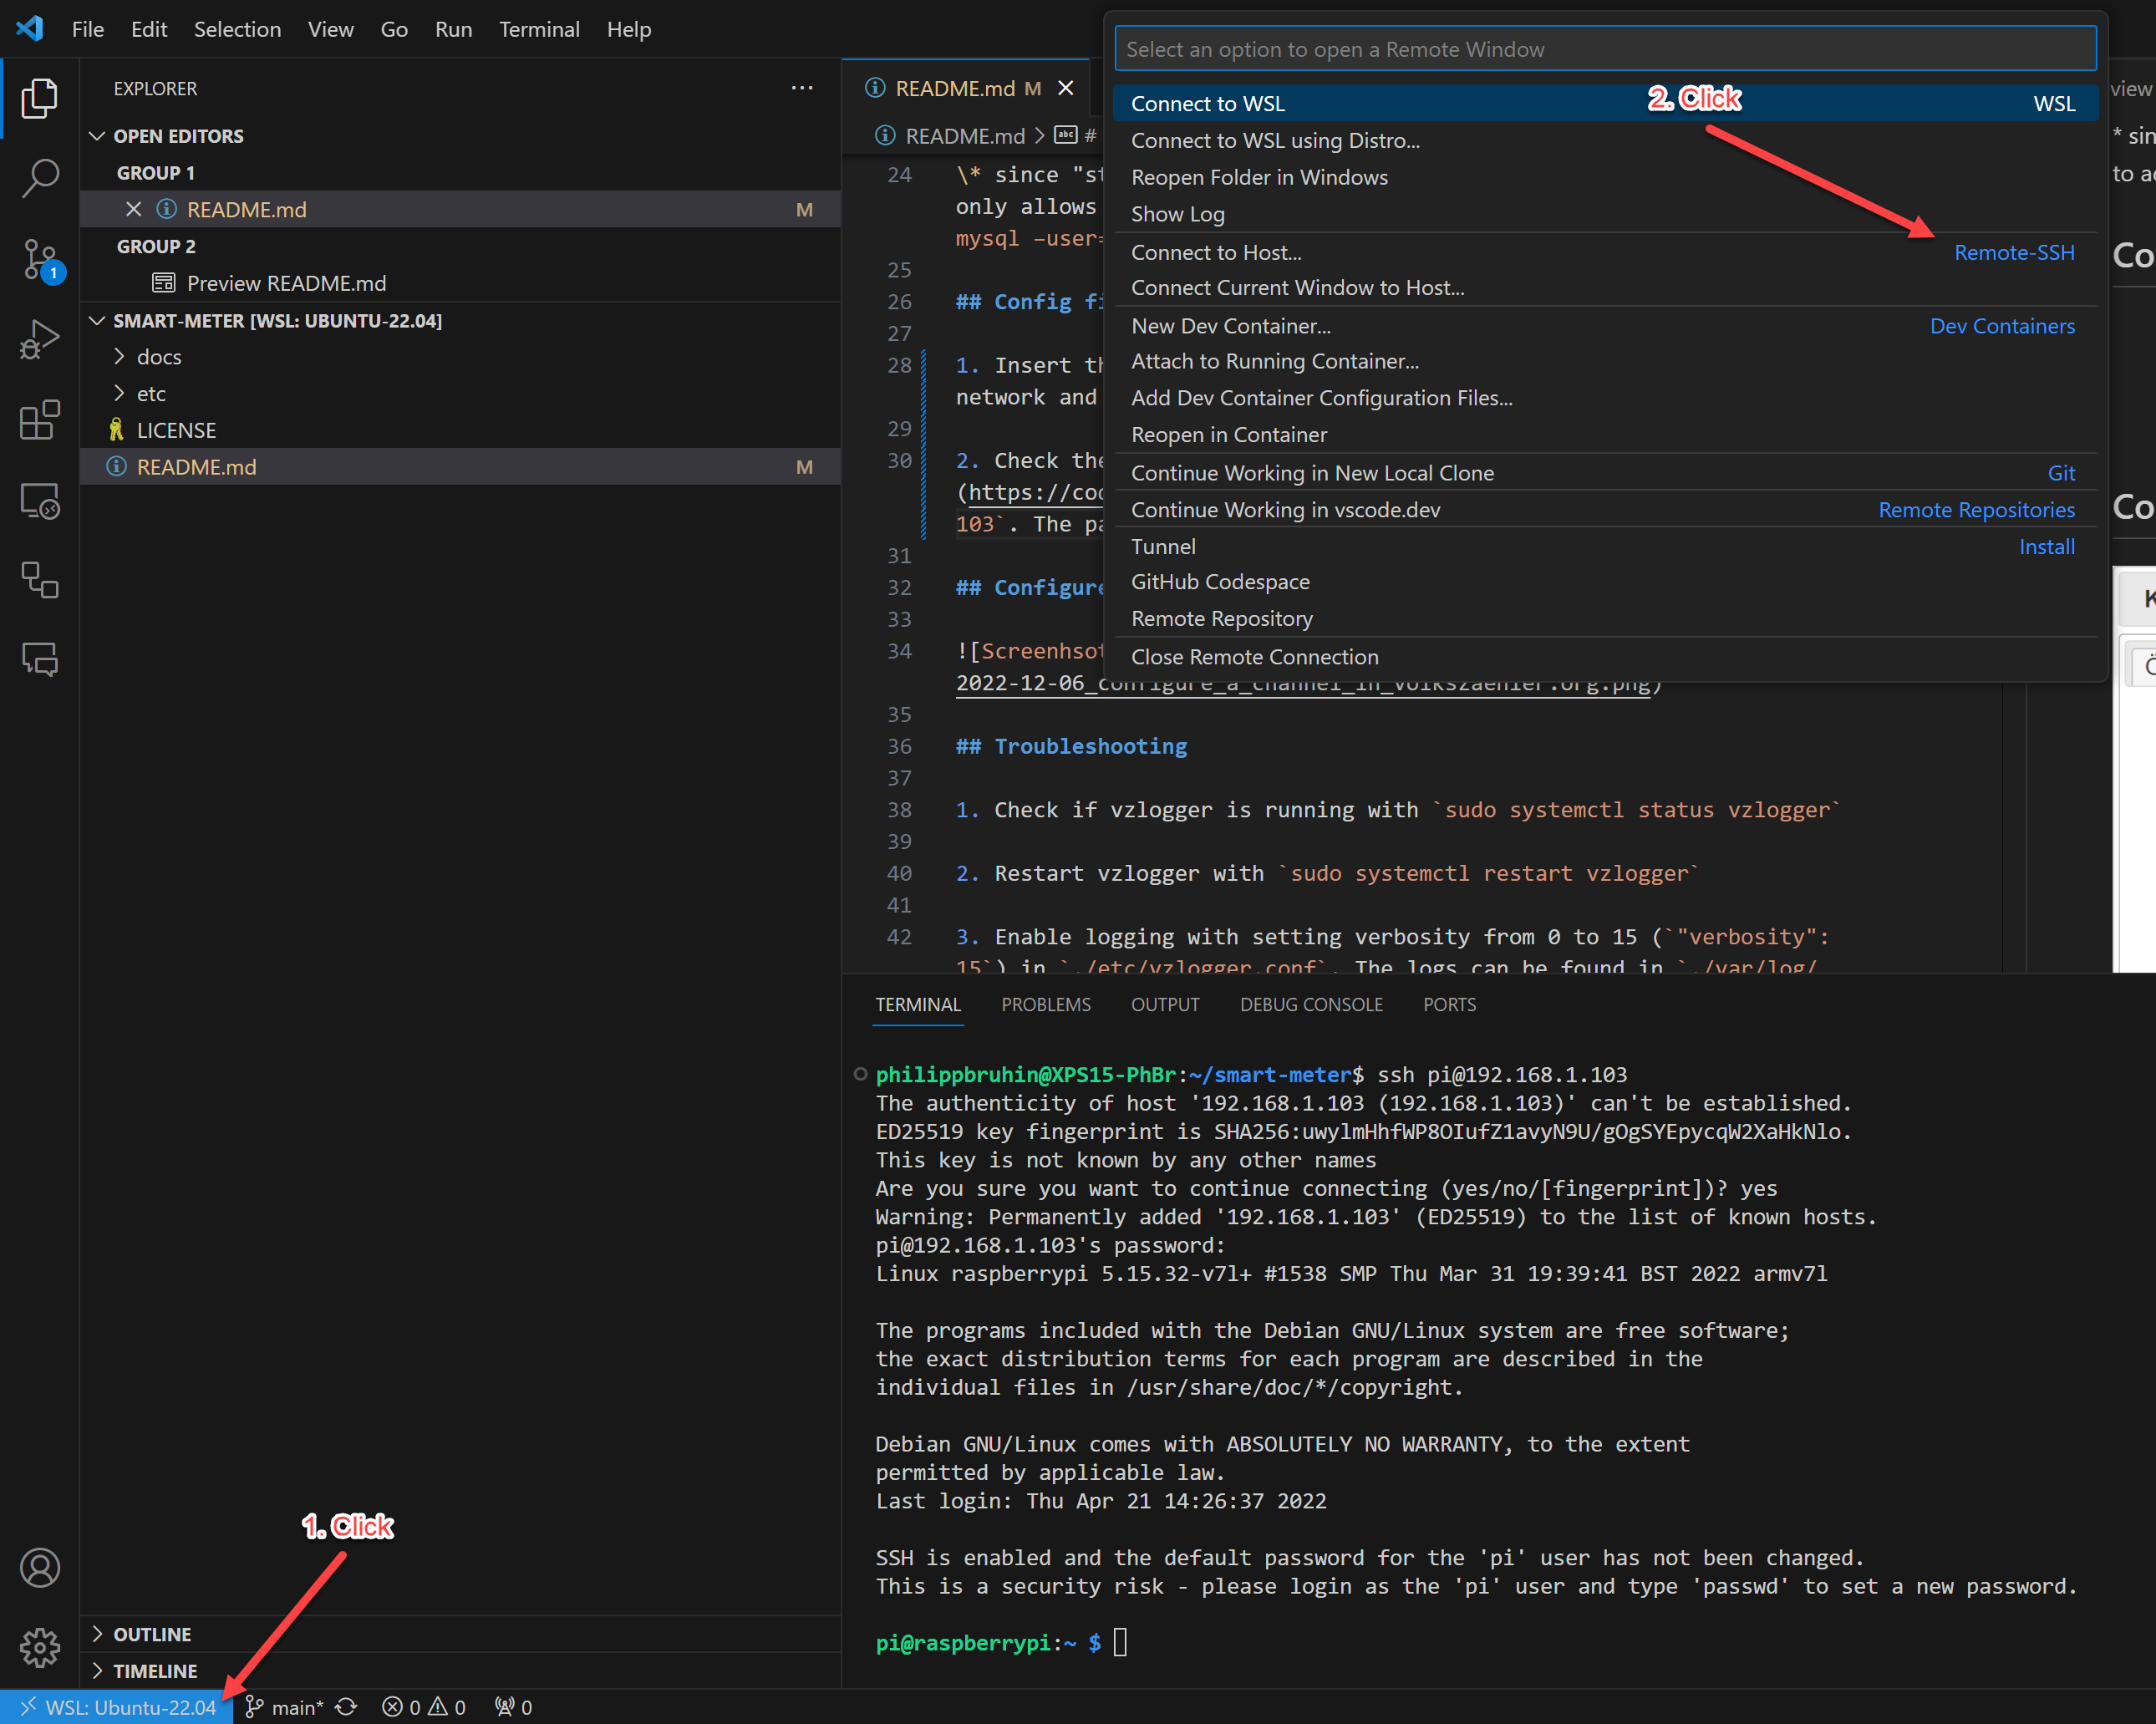 File Edit Selection View Go Run Terminal Help
EXPLORER
OPEN EDITORS
GROUP 1
README.md M
GROUP 2
Preview README.md
SMART-METER [WSL: UBUNTU-22.04]
docs
etc
LICENSE
README.md M
OUTLINE
TIMELINE
1. Click
WSL: Ubuntu-22.04 main* 0 0 0
README.md M
README.md > #
Select an option to open a Remote Window
Connect to WSL WSL
2. Click
Connect to WSL using Distro...
Reopen Folder in Windows
Show Log
Connect to Host... Remote-SSH
Connect Current Window to Host...
New Dev Container... Dev Containers
Attach to Running Container...
Add Dev Container Configuration Files...
Reopen in Container
Continue Working in New Local Clone Git
Continue Working in vscode.dev Remote Repositories
Tunnel Install
GitHub Codespace
Remote Repository
Close Remote Connection
24 \* since "st
only allows
mysql –user=
25
26 ## Config fi
27
28 1. Insert th
network and
29
30 2. Check the
(https://cod
103`. The pa
31
32 ## Configure
33
34 ![Screenhsot
2022-12-06_configure_a_channel_in_volkszaehler.org.png)
35
36 ## Troubleshooting
37
38 1. Check if vzlogger is running with `sudo systemctl status vzlogger`
39
40 2. Restart vzlogger with `sudo systemctl restart vzlogger`
41
42 3. Enable logging with setting verbosity from 0 to 15 (`"verbosity":
15`) in `./etc/vzlogger.conf`. The logs can be found in `./var/log/
view
* sin
to ac
Co
Co
K
TERMINAL PROBLEMS OUTPUT DEBUG CONSOLE PORTS
philippbruhin@XPS15-PhBr:~/smart-meter$ ssh pi@192.168.1.103
The authenticity of host '192.168.1.103 (192.168.1.103)' can't be established.
ED25519 key fingerprint is SHA256:uwylmHhfWP8OIufZ1avyN9U/gOgSYEpycqW2XaHkNlo.
This key is not known by any other names
Are you sure you want to continue connecting (yes/no/[fingerprint])? yes
Warning: Permanently added '192.168.1.103' (ED25519) to the list of known hosts.
pi@192.168.1.103's password:
Linux raspberrypi 5.15.32-v7l+ #1538 SMP Thu Mar 31 19:39:41 BST 2022 armv7l
The programs included with the Debian GNU/Linux system are free software;
the exact distribution terms for each program are described in the
individual files in /usr/share/doc/*/copyright.
Debian GNU/Linux comes with ABSOLUTELY NO WARRANTY, to the extent
permitted by applicable law.
Last login: Thu Apr 21 14:26:37 2022
SSH is enabled and the default password for the 'pi' user has not been changed.
This is a security risk - please login as the 'pi' user and type 'passwd' to set a new password.
pi@raspberrypi:~ $